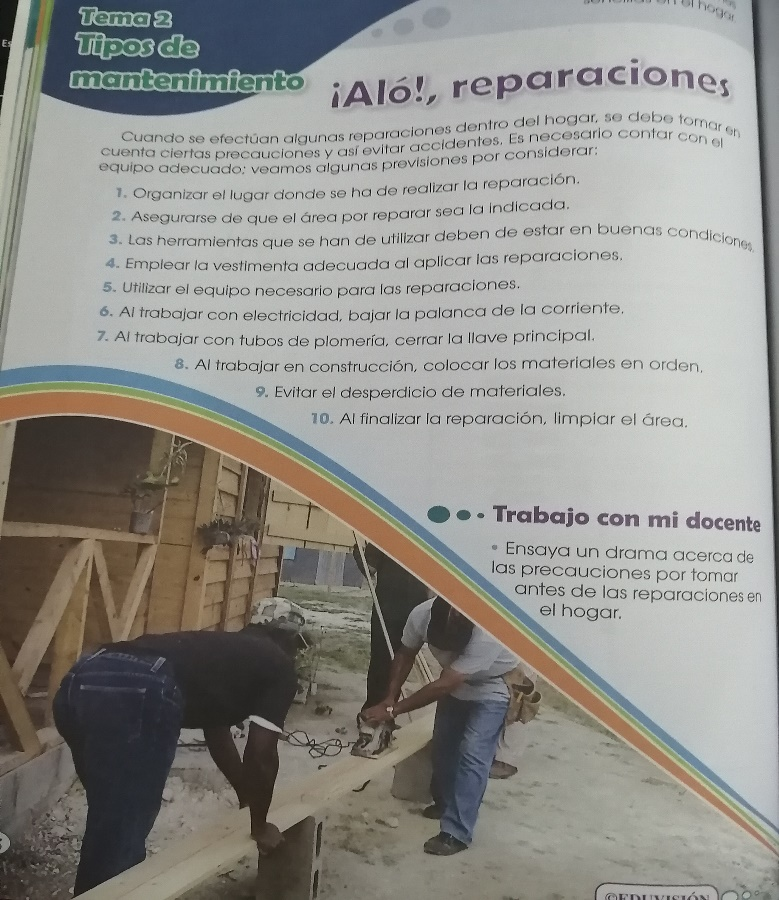 el hogar
Tema 2
Tipos de
mantenimiento
¡Aló!, reparaciones
Cuando se efectúan algunas reparaciones dentro del hogar, se debe tomar en
cuenta ciertas precauciones y así evitar accidentes. Es necesario contar con el
equipo adecuado; veamos algunas previsiones por considerar:
1. Organizar el lugar donde se ha de realizar la reparación.
2. Asegurarse de que el área por reparar sea la indicada.
3. Las herramientas que se han de utilizar deben de estar en buenas condiciones.
4. Emplear la vestimenta adecuada al aplicar las reparaciones.
5. Utilizar el equipo necesario para las reparaciones.
6. Al trabajar con electricidad, bajar la palanca de la corriente.
7. Al trabajar con tubos de plomería, cerrar la llave principal.
8. Al trabajar en construcción, colocar los materiales en orden.
9. Evitar el desperdicio de materiales.
10. Al finalizar la reparación, limpiar el área.
Trabajo con mi docente
• Ensaya un drama acerca de
las precauciones por tomar
antes de las reparaciones en
el hogar.
©EDUVISIÓN